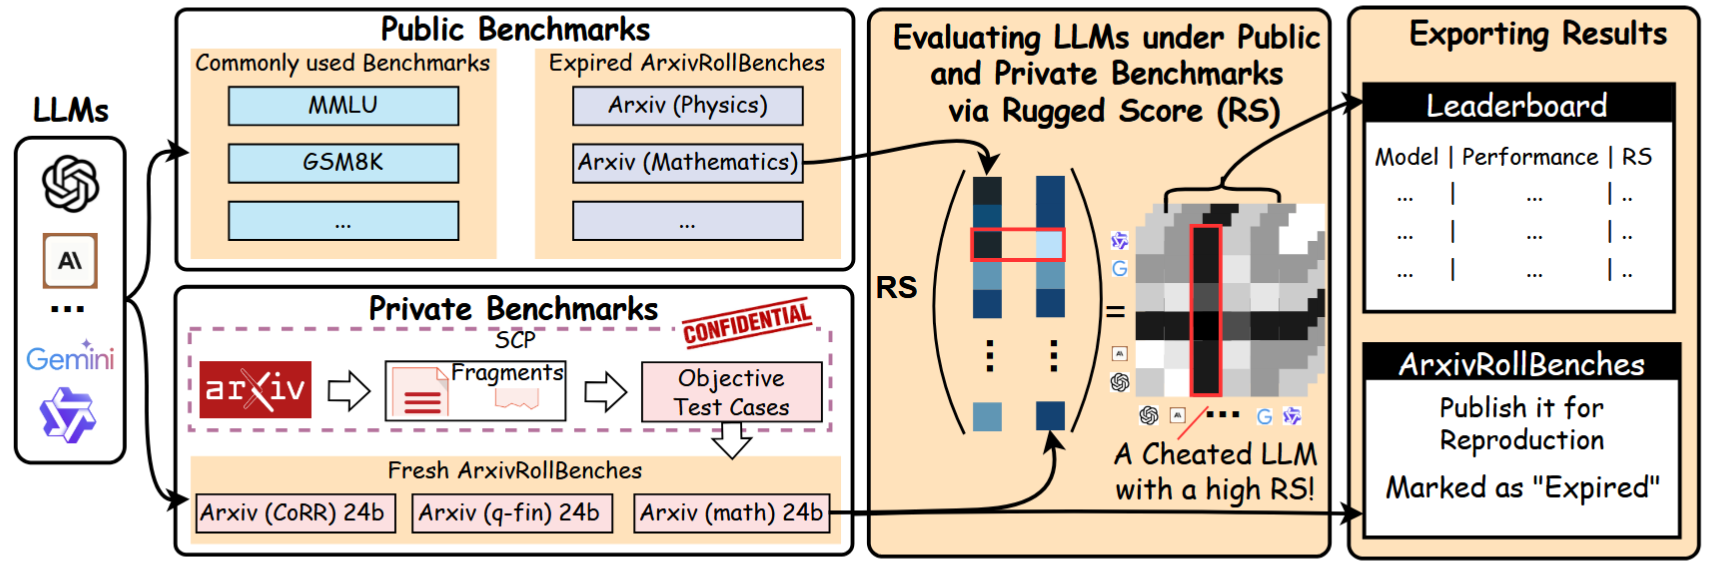 LLMs
A\
...
Gemini
Public Benchmarks
Commonly used Benchmarks
MMLU
GSM8K
...
Expired ArxivRollBenches
Arxiv (Physics)
Arxiv (Mathematics)
...
Private Benchmarks
CONFIDENTIAL
SCP
arXiv
Fragments
Objective
Test Cases
Fresh ArxivRollBenches
Arxiv (CoRR) 24b
Arxiv (q-fin) 24b
Arxiv (math) 24b
Evaluating LLMs under Public
and Private Benchmarks
via Rugged Score (RS)
RS
=
G
A\
A\
...
G
A Cheated LLM
with a high RS!
Exporting Results
Leaderboard
Model | Performance | RS
... | ... | ..
... | ... | ..
... | ... | ..
ArxivRollBenches
Publish it for
Reproduction
Marked as "Expired"